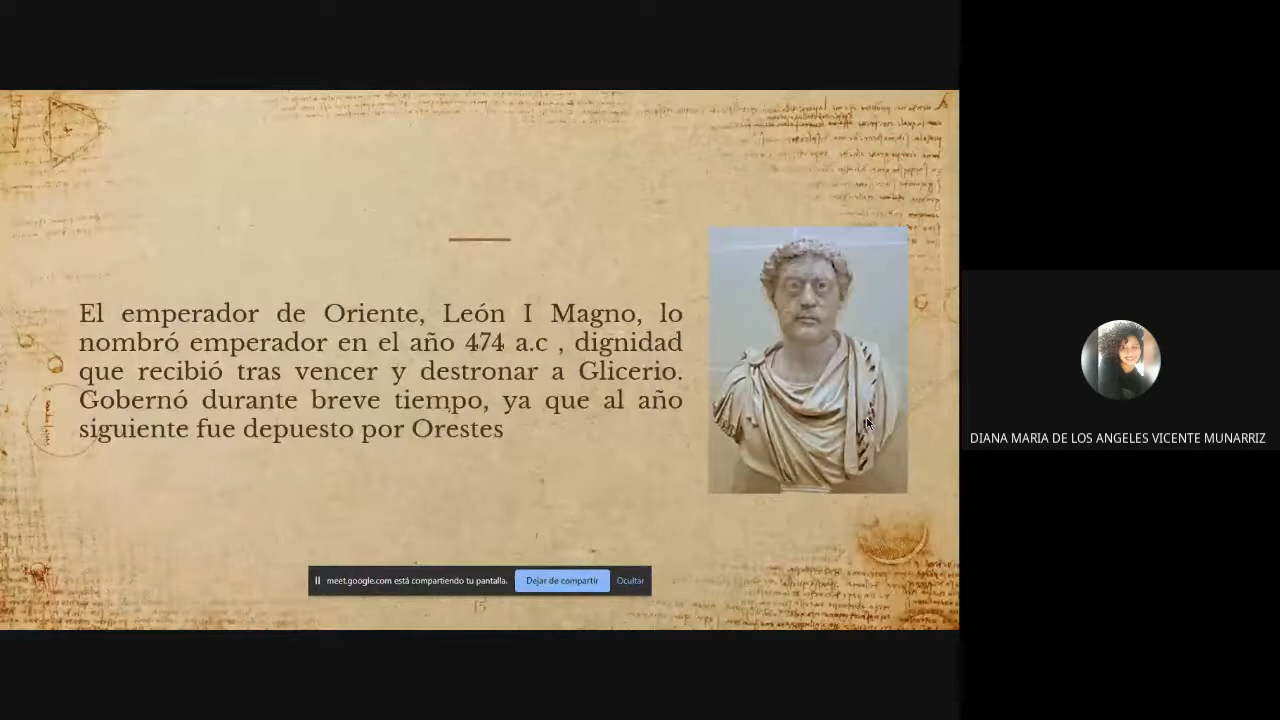 El emperador de Oriente, León I Magno, lo
nombró emperador en el año 474 a.c , dignidad
que recibió tras vencer y destronar a Glicerio.
Gobernó durante breve tiempo, ya que al año
siguiente fue depuesto por Orestes
DIANA MARIA DE LOS ANGELES VICENTE MUNARRIZ
meet.google.com está compartiendo tu pantalla. Dejar de compartir Ocultar
15